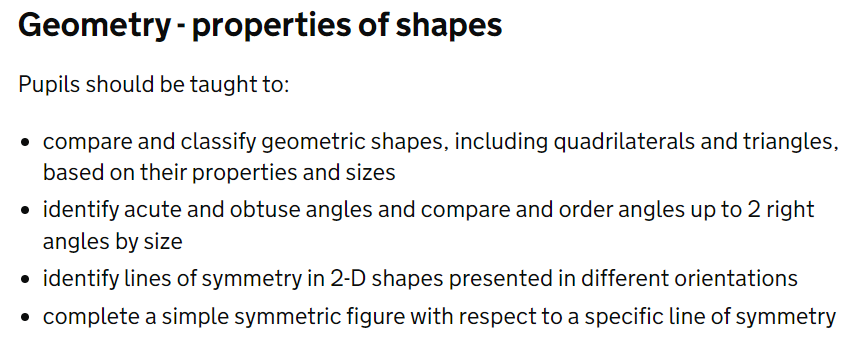 Geometry - properties of shapes
Pupils should be taught to:
• compare and classify geometric shapes, including quadrilaterals and triangles,
based on their properties and sizes
• identify acute and obtuse angles and compare and order angles up to 2 right
angles by size
• identify lines of symmetry in 2-D shapes presented in different orientations
• complete a simple symmetric figure with respect to a specific line of symmetry